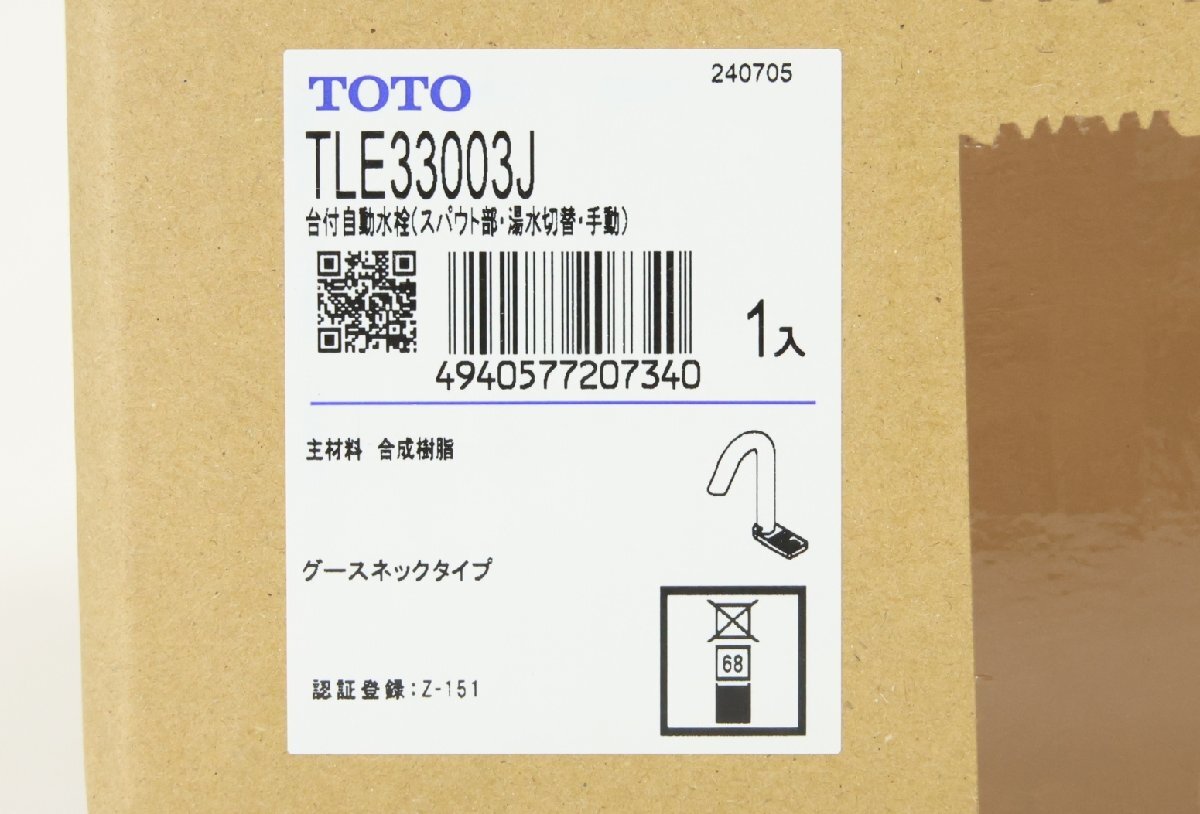 TOTO
240705
TLE33003J
台付自動水栓(スパウト部・湯水切替・手動)
1入
4940577207340
主材料 合成樹脂
グースネックタイプ
68
認証登録:Z-151